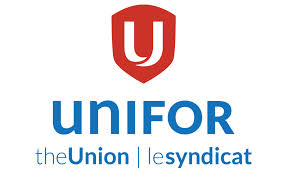 U
UNIFOR
theUnion | lesyndicat